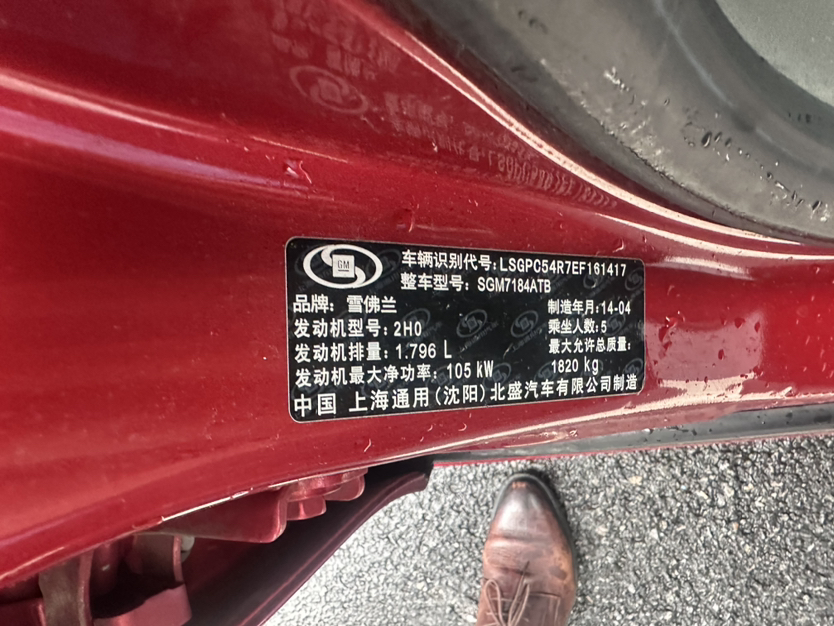 GM
车辆识别代号:LSGPC54R7EF161417
整车型号: SGM7184ATB
品牌: 雪佛兰
制造年月:14-04
发动机型号: 2H0
乘坐人数:5
发动机排量: 1.796 L
最大允许总质量:
1820 kg
发动机最大净功率: 105 kW
中国 上海通用(沈阳)北盛汽车有限公司制造